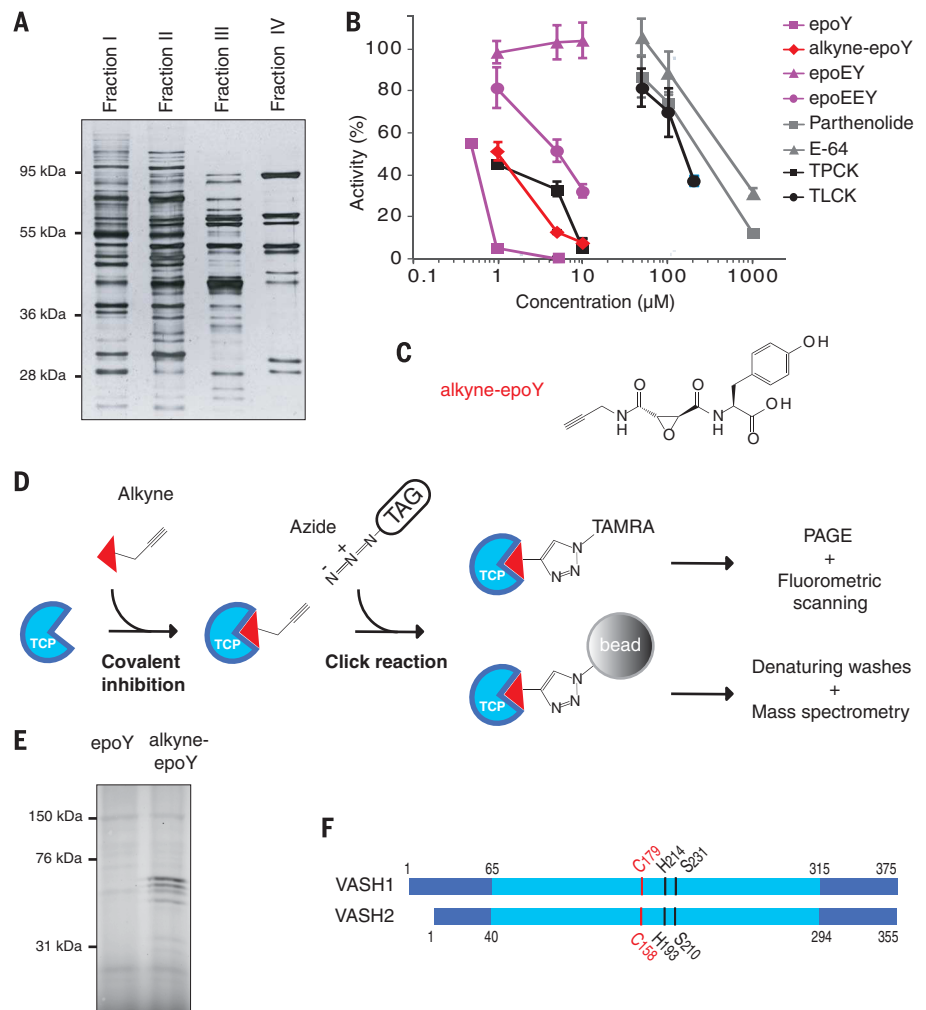 A
Fraction I
Fraction II
Fraction III
Fraction IV
95 kDa
55 kDa
36 kDa
28 kDa
B
Activity (%)
100
80
60
40
20
0
0.1
1
10
100
1000
Concentration (µM)
epoY
alkyne-epoY
epoEY
epoEEY
Parthenolide
E-64
TPCK
TLCK
C
alkyne-epoY
O
O
OH
N
H
O
N
H
OH
O
D
Alkyne
Azide
TAG
N
N
N
+
-
TCP
Covalent
inhibition
TCP
Click reaction
TAMRA
TCP
N
N
N
PAGE
+
Fluorometric
scanning
bead
TCP
N
N
N
Denaturing washes
+
Mass spectrometry
E
epoY
alkyne-
epoY
150 kDa
76 kDa
31 kDa
F
1
65
C179
H214
S231
315
375
VASH1
VASH2
1
40
C158
H193
S210
294
355